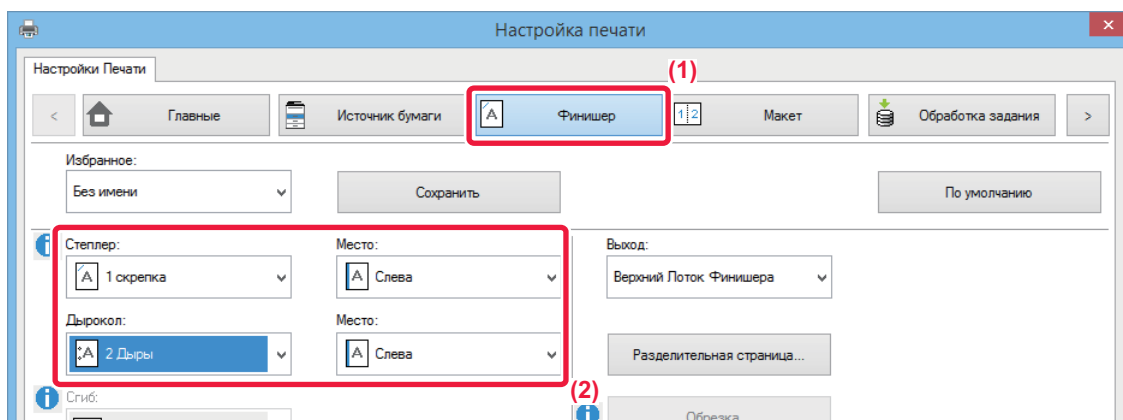 Настройка печати
Настройки Печати
(1)
< Главные Источник бумаги A Финишер 1 2 Макет Обработка задания >
Избранное:
Без имени Сохранить По умолчанию
Степлер: Место: Выход:
A 1 скрепка A Слева Верхний Лоток Финишера
Дырокол: Место:
A 2 Дыры A Слева Разделительная страница...
(2)
Сгиб:
Обрезка